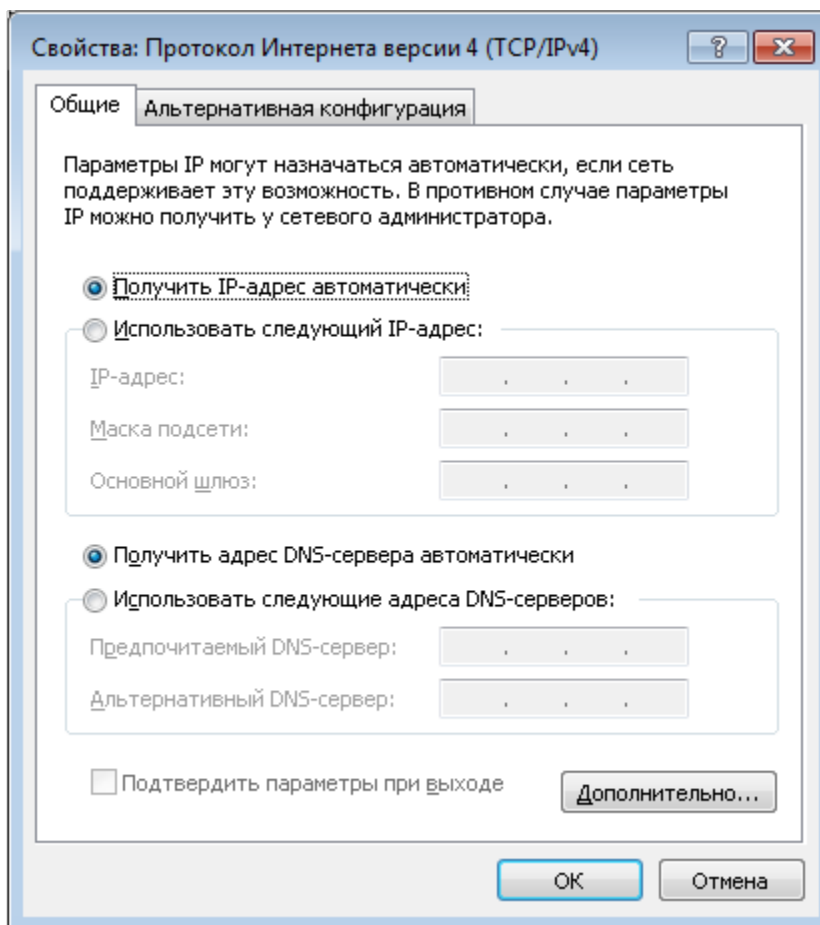 Свойства: Протокол Интернета версии 4 (TCP/IPv4)
Общие
Альтернативная конфигурация
Параметры IP могут назначаться автоматически, если сеть
поддерживает эту возможность. В противном случае параметры
IP можно получить у сетевого администратора.
Получить IP-адрес автоматически
Использовать следующий IP-адрес:
IP-адрес:
Маска подсети:
Основной шлюз:
Получить адрес DNS-сервера автоматически
Использовать следующие адреса DNS-серверов:
Предпочитаемый DNS-сервер:
Альтернативный DNS-сервер:
Подтвердить параметры при выходе
Дополнительно...
ОК
Отмена